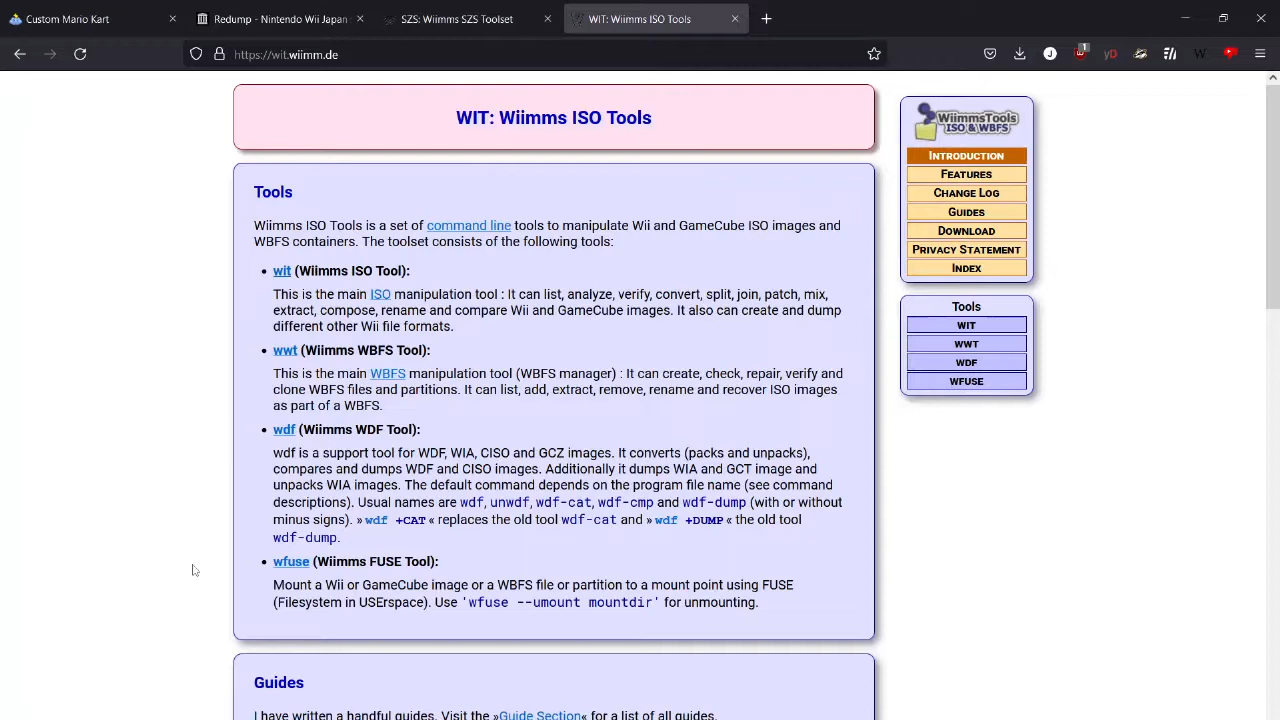 Custom Mario Kart
Redump - Nintendo Wii Japan
SZS: Wiimms SZS Toolset
WIT: Wiimms ISO Tools
https://wit.wiimm.de
1
yD
W
WIT: Wiimms ISO Tools
Tools
Wiimms ISO Tools is a set of command line tools to manipulate Wii and GameCube ISO images and
WBFS containers. The toolset consists of the following tools:
• wit (Wiimms ISO Tool):
This is the main ISO manipulation tool : It can list, analyze, verify, convert, split, join, patch, mix,
extract, compose, rename and compare Wii and GameCube images. It also can create and dump
different other Wii file formats.
• wwt (Wiimms WBFS Tool):
This is the main WBFS manipulation tool (WBFS manager) : It can create, check, repair, verify and
clone WBFS files and partitions. It can list, add, extract, remove, rename and recover ISO images
as part of a WBFS.
• wdf (Wiimms WDF Tool):
wdf is a support tool for WDF, WIA, CISO and GCZ images. It converts (packs and unpacks),
compares and dumps WDF and CISO images. Additionally it dumps WIA and GCT image and
unpacks WIA images. The default command depends on the program file name (see command
descriptions). Usual names are wdf, unwdf, wdf-cat, wdf-cmp and wdf-dump (with or without
minus signs). » wdf +CAT « replaces the old tool wdf-cat and » wdf +DUMP « the old tool
wdf-dump.
• wfuse (Wiimms FUSE Tool):
Mount a Wii or GameCube image or a WBFS file or partition to a mount point using FUSE
(Filesystem in USErspace). Use 'wfuse --umount mountdir' for unmounting.
Guides
I have written a handful guides. Visit the »Guide Section« for a list of all guides.
WiimmsTools
ISO & WBFS
INTRODUCTION
FEATURES
CHANGE LOG
GUIDES
DOWNLOAD
PRIVACY STATEMENT
INDEX
Tools
WIT
WWT
WDF
WFUSE